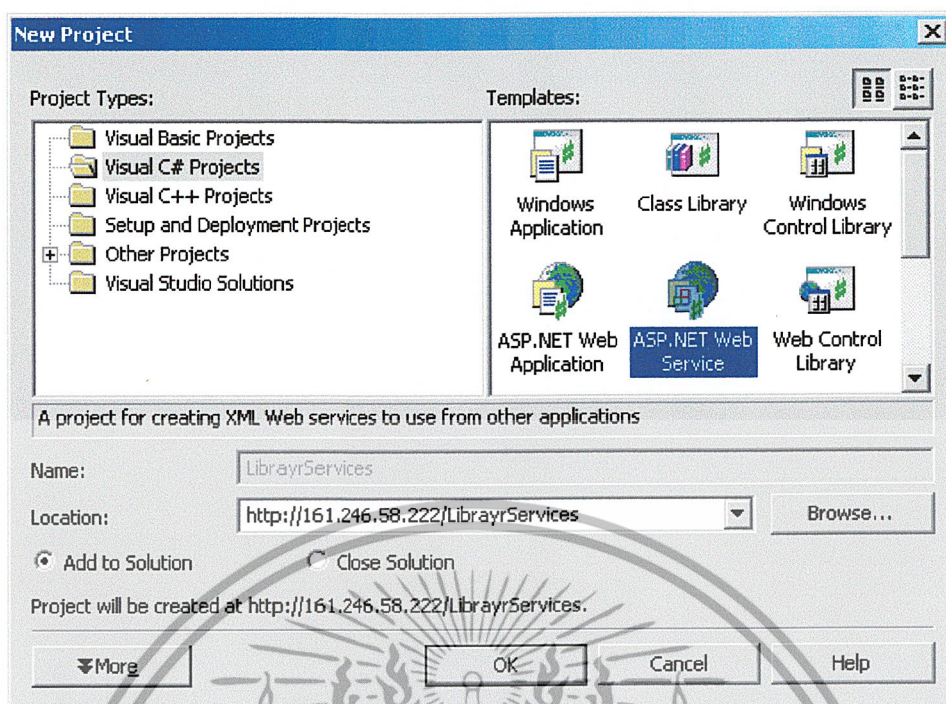 New Project
Project Types:
Templates:
Visual Basic Projects
Visual C# Projects
Visual C++ Projects
Setup and Deployment Projects
Other Projects
Visual Studio Solutions
Windows Application
Class Library
Windows Control Library
ASP.NET Web Application
ASP.NET Web Service
Web Control Library
A project for creating XML Web services to use from other applications
Name:
LibrayrServices
Location:
http://161.246.58.222/LibrayrServices
Browse...
Add to Solution
Close Solution
Project will be created at http://161.246.58.222/LibrayrServices.
More
OK
Cancel
Help